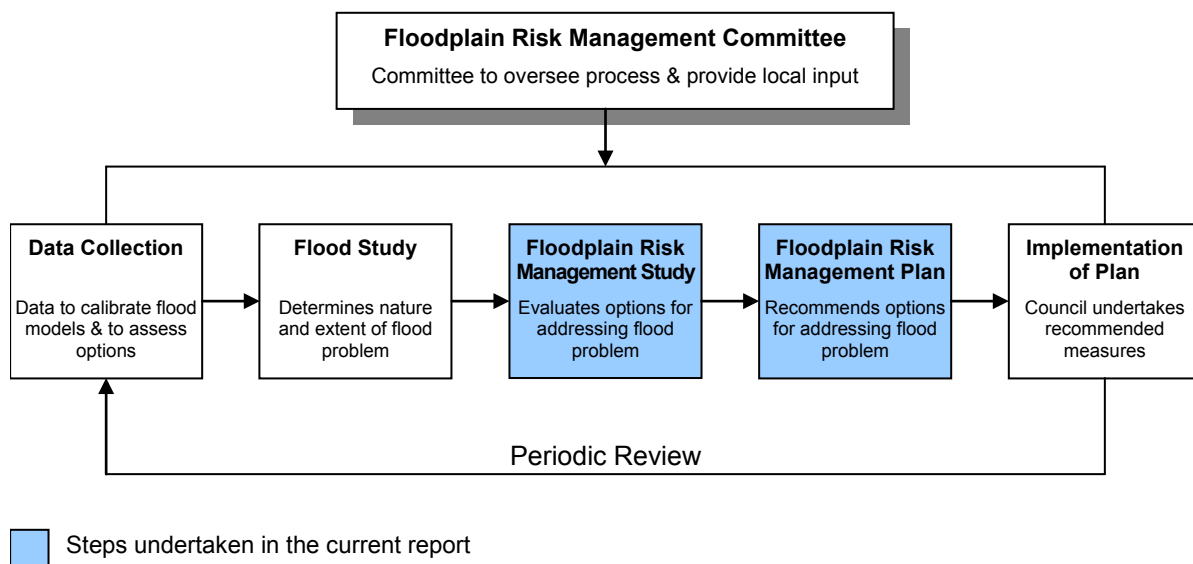 Floodplain Risk Management Committee
Committee to oversee process & provide local input
Data Collection
Data to calibrate flood
models & to assess
options
Flood Study
Determines nature
and extent of flood
problem
Floodplain Risk
Management Study
Evaluates options for
addressing flood
problem
Floodplain Risk
Management Plan
Recommends options
for addressing flood
problem
Implementation
of Plan
Council undertakes
recommended
measures
Periodic Review
Steps undertaken in the current report